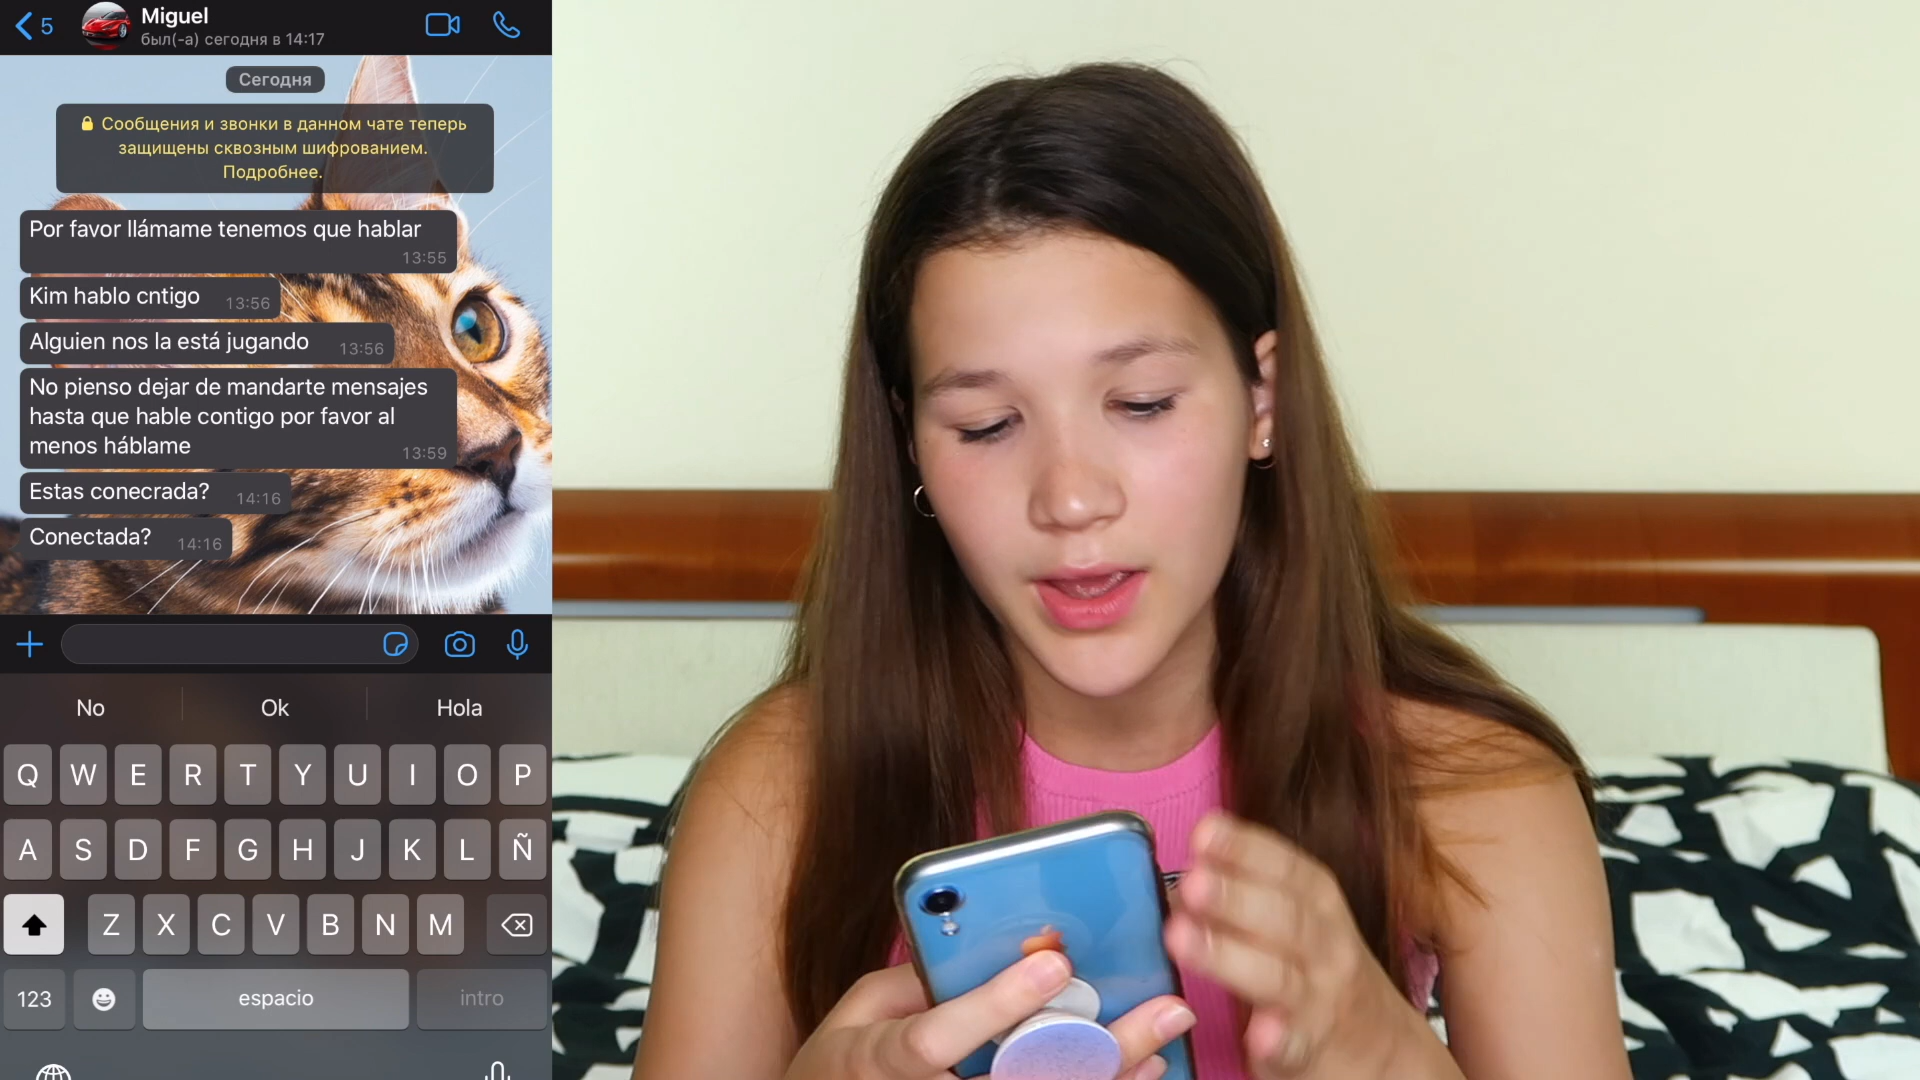 5
Miguel
был(-а) сегодня в 14:17
Сегодня
Сообщения и звонки в данном чате теперь
защищены сквозным шифрованием.
Подробнее.
Por favor llámame tenemos que hablar
13:55
Kim hablo cntigo 13:56
Alguien nos la está jugando 13:56
No pienso dejar de mandarte mensajes
hasta que hable contigo por favor al
menos háblame 13:59
Estas conecrada? 14:16
Conectada? 14:16
No Ok Hola
Q W E R T Y U I O P
A S D F G H J K L Ñ
Z X C V B N M
123 espacio intro